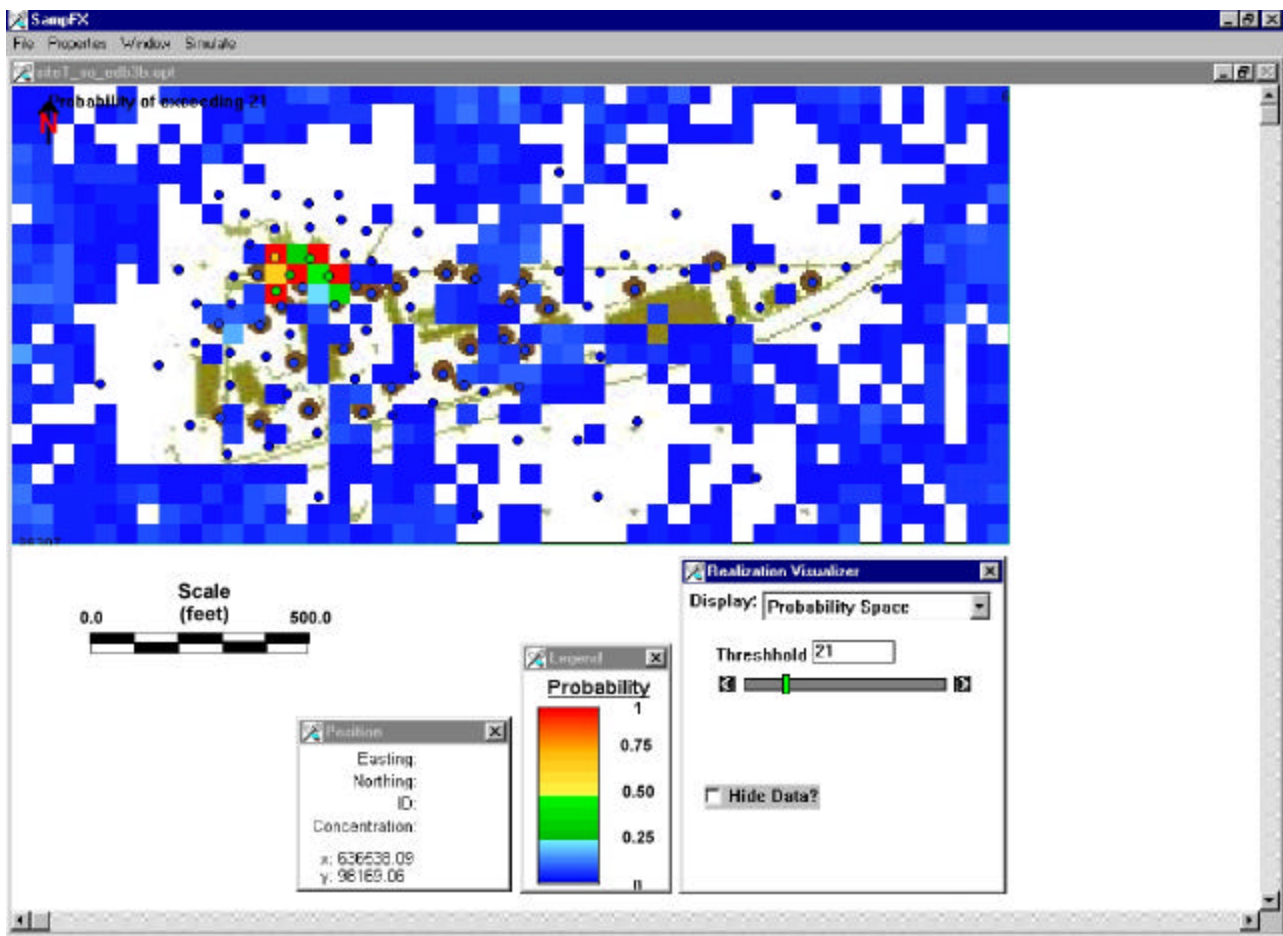 SampFX
File Properties Window Simulate
siteT_vo_edb3b.opt
Probability of exceeding 21
N
Scale
(feet)
0.0 500.0
Realization Visualizer
Display: Probability Space
Threshhold 21
Hide Data?
Legend
Probability
1
0.75
0.50
0.25
0
Position
Easting:
Northing:
ID:
Concentration:
x: 636538.09
y: 98169.06